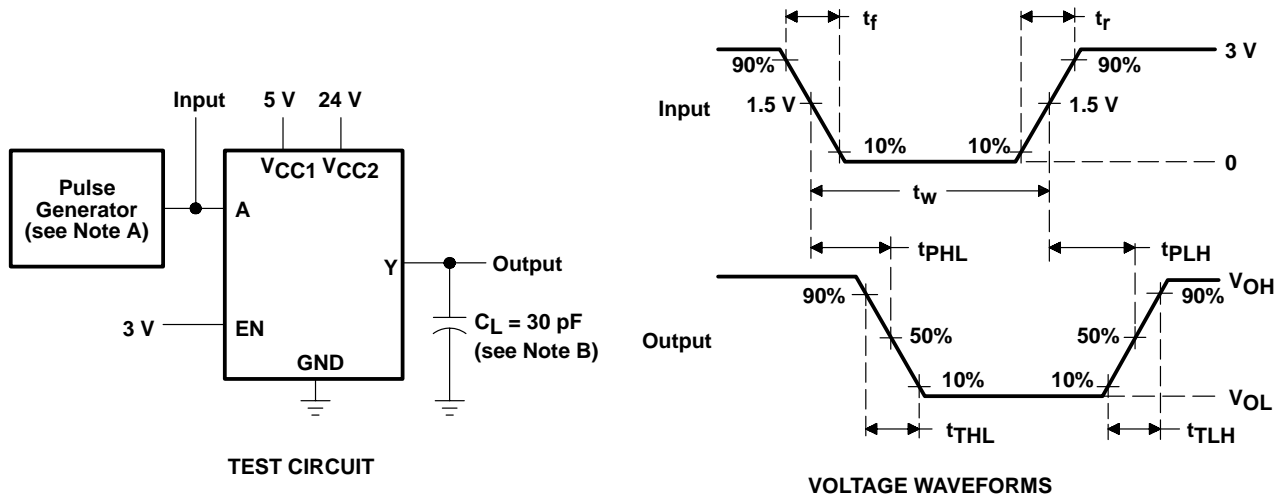 Input
5 V
24 V
VCC1
VCC2
Pulse
Generator
(see Note A)
A
Y
Output
3 V
EN
GND
CL = 30 pF
(see Note B)
TEST CIRCUIT
tf
tr
3 V
90%
90%
Input
1.5 V
1.5 V
10%
10%
0
tw
tPHL
tPLH
VOH
90%
90%
Output
50%
50%
10%
10%
VOL
tTHL
tTLH
VOLTAGE WAVEFORMS